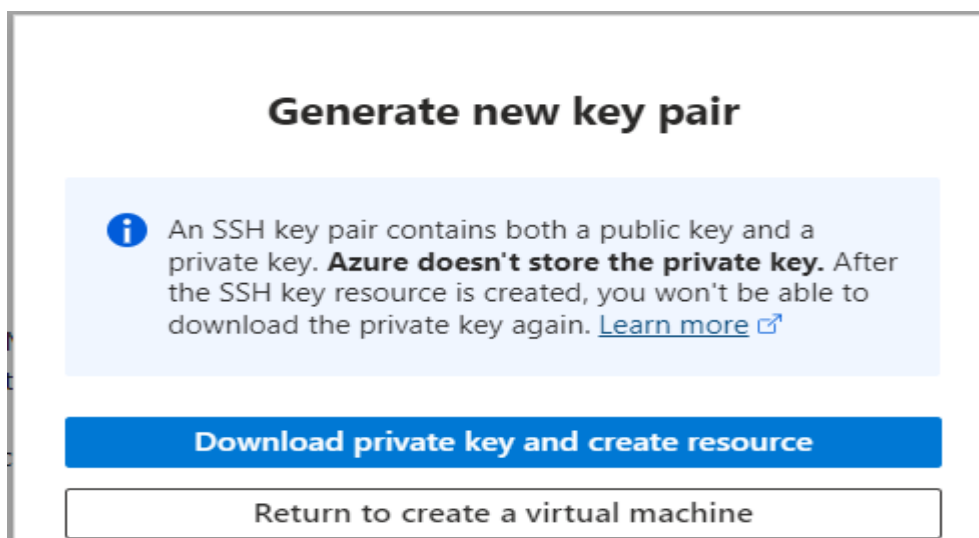 Generate new key pair
An SSH key pair contains both a public key and a
private key. Azure doesn't store the private key. After
the SSH key resource is created, you won't be able to
download the private key again. Learn more
Download private key and create resource
Return to create a virtual machine